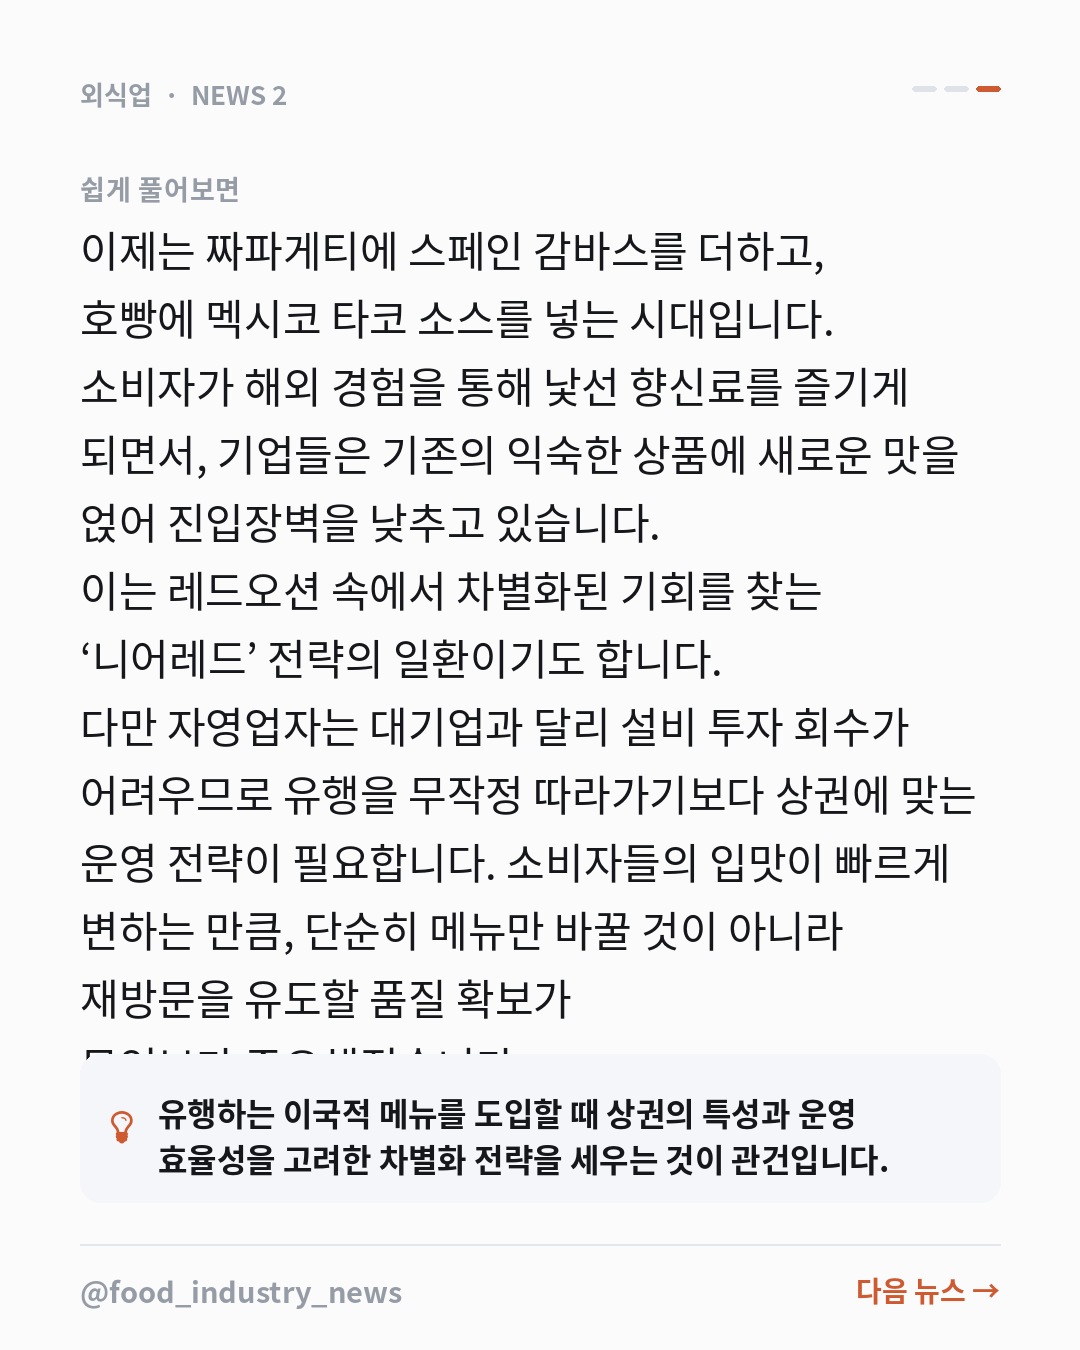 외식업 · NEWS 2
쉽게 풀어보면
이제는 짜파게티에 스페인 감바스를 더하고,
호빵에 멕시코 타코 소스를 넣는 시대입니다.
소비자가 해외 경험을 통해 낯선 향신료를 즐기게
되면서, 기업들은 기존의 익숙한 상품에 새로운 맛을
얹어 진입장벽을 낮추고 있습니다.
이는 레드오션 속에서 차별화된 기회를 찾는
‘니어레드’ 전략의 일환이기도 합니다.
다만 자영업자는 대기업과 달리 설비 투자 회수가
어려우므로 유행을 무작정 따라가기보다 상권에 맞는
운영 전략이 필요합니다. 소비자들의 입맛이 빠르게
변하는 만큼, 단순히 메뉴만 바꿀 것이 아니라
재방문을 유도할 품질 확보가
유행하는 이국적 메뉴를 도입할 때 상권의 특성과 운영
효율성을 고려한 차별화 전략을 세우는 것이 관건입니다.
@food_industry_news
다음 뉴스 →